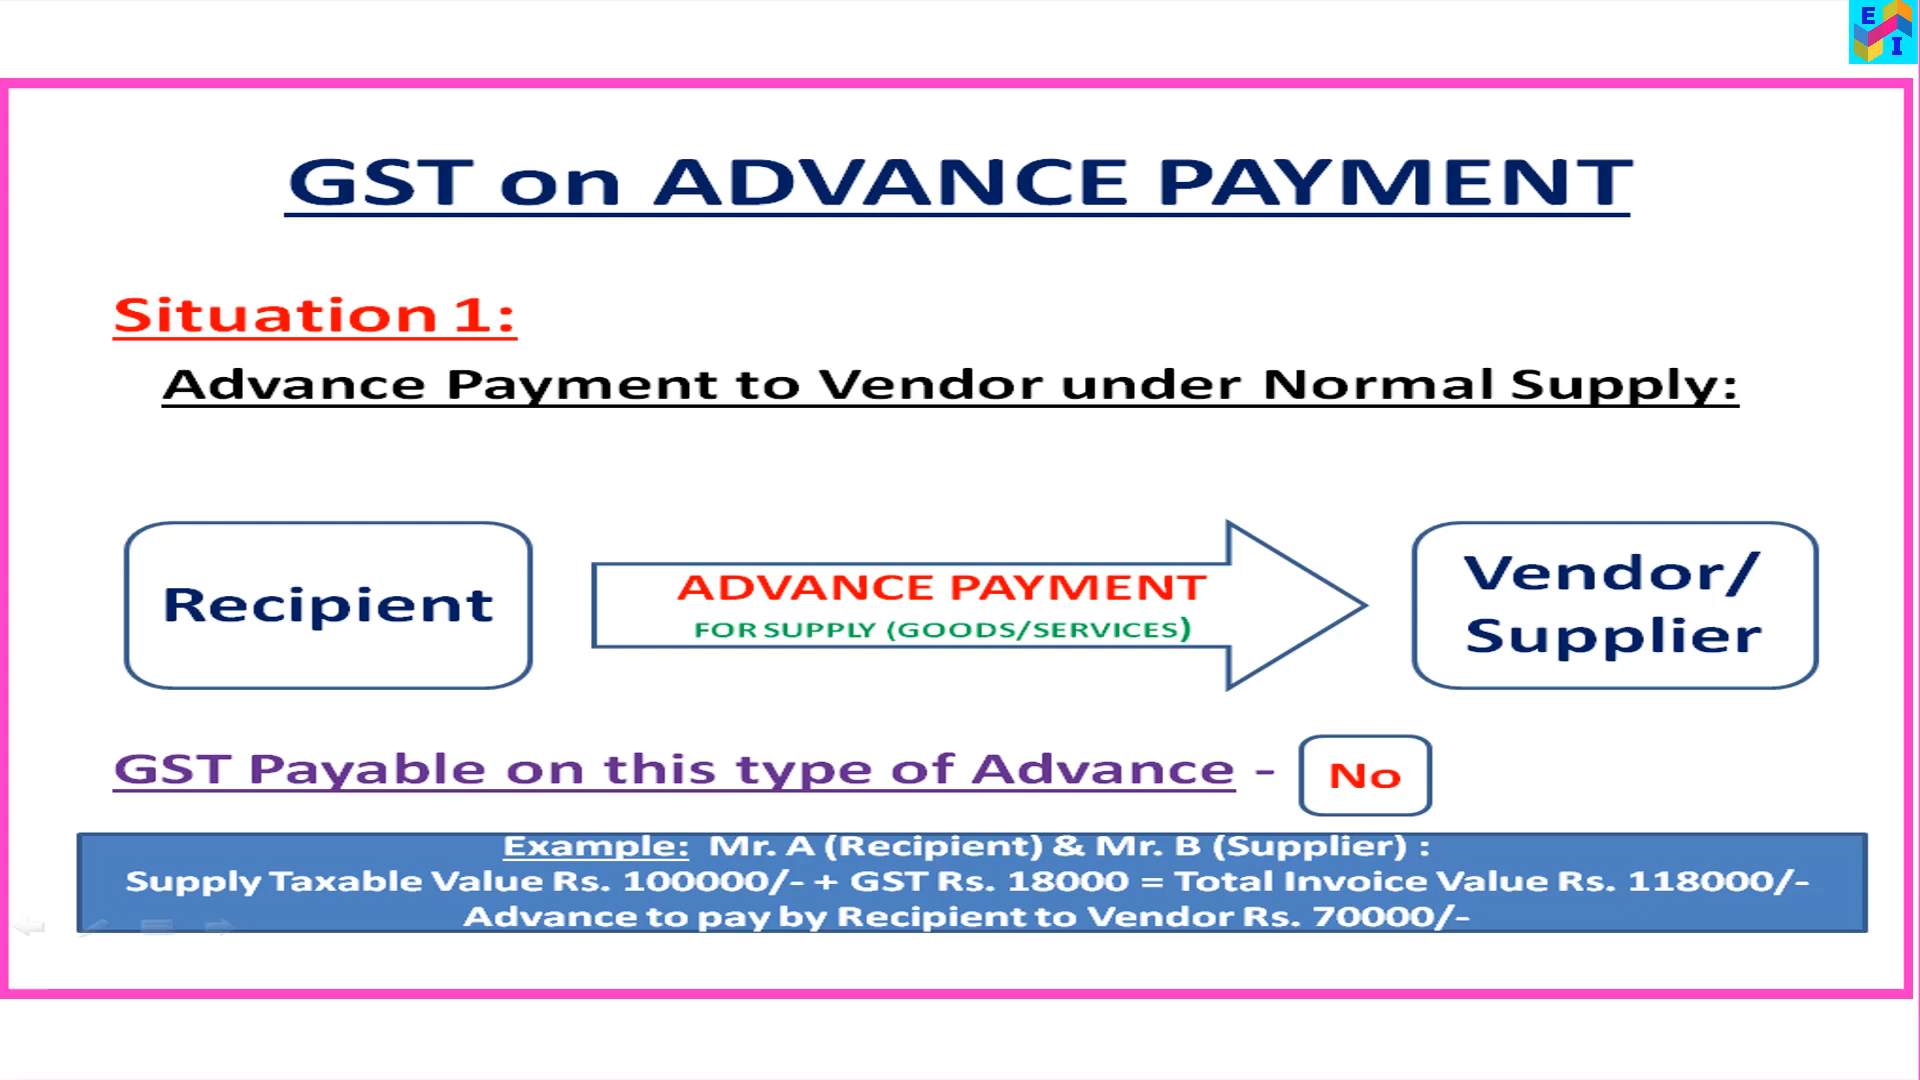 E
I
GST on ADVANCE PAYMENT
Situation 1:
Advance Payment to Vendor under Normal Supply:
Recipient
ADVANCE PAYMENT
FOR SUPPLY (GOODS/SERVICES)
Vendor/
Supplier
GST Payable on this type of Advance - No
Example: Mr. A (Recipient) & Mr. B (Supplier) :
Supply Taxable Value Rs. 100000/- + GST Rs. 18000 = Total Invoice Value Rs. 118000/-
Advance to pay by Recipient to Vendor Rs. 70000/-